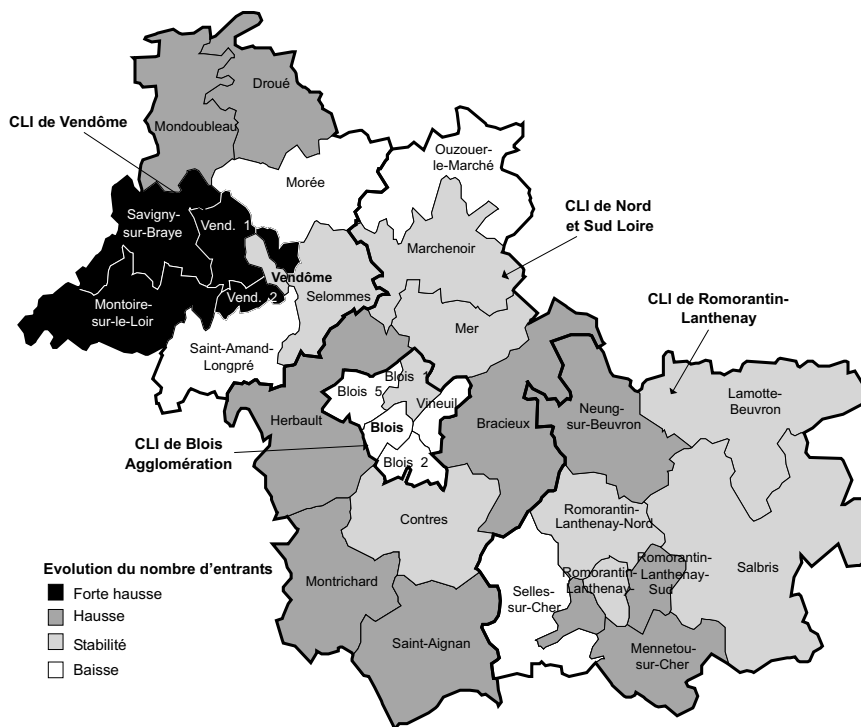 Droué
CLI de Vendôme
Mondoubleau
Ouzouer-
le-Marché
Morée
Savigny-
sur-Braye
Vend. 1
CLI de Nord
et Sud Loire
Marchenoir
Vendôme
Montoire-
sur-le-Loir
Vend. 2
Selommes
CLI de Romorantin-
Lanthenay
Mer
Saint-Amand-
Longpré
Blois 1
Blois 5
Vineuil
Lamotte-
Beuvron
Herbault
Blois
Bracieux
Neung-
sur-Beuvron
CLI de Blois
Agglomération
Blois 2
Contres
Romorantin-
Lanthenay-Nord
Evolution du nombre d'entrants
Forte hausse
Hausse
Stabilité
Baisse
Montrichard
Selles-
sur-Cher
Romorantin-
Lanthenay-
Romorantin-
Lanthenay-
Sud
Salbris
Saint-Aignan
Mennetou-
sur-Cher